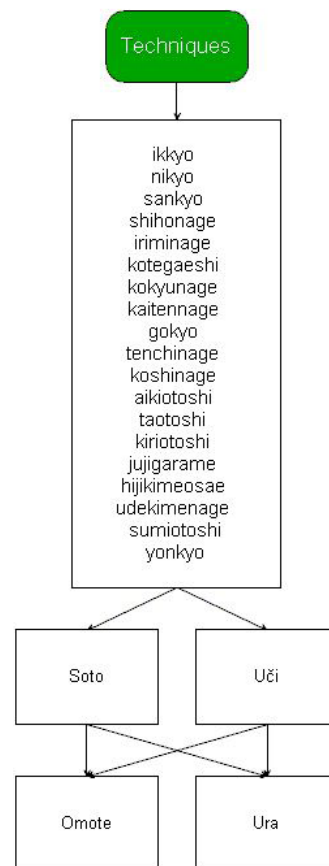 Techniques
ikkyo
nikyo
sankyo
shihonage
iriminage
kotegaeshi
kokyunage
kaitennage
gokyo
tenchinage
koshinage
aikiotoshi
taotoshi
kiriotoshi
jujigarame
hijikimeosae
udekimenage
sumiotoshi
yonkyo
Soto
Uči
Omote
Ura